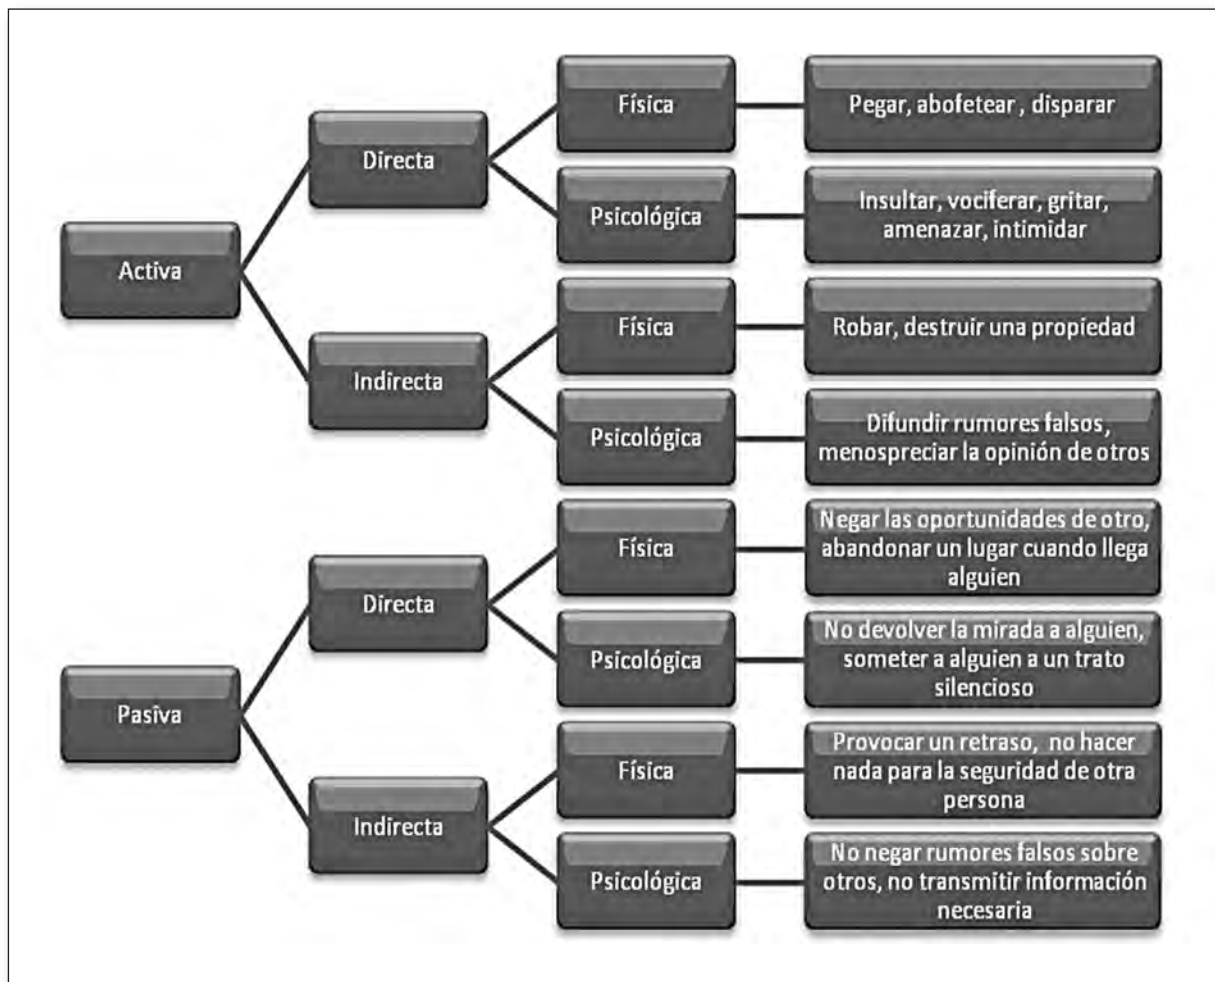 Activa
Directa
Física
Pegar, abofetear , disparar
Psicológica
Insultar, vociferar, gritar,
amenazar, intimidar
Indirecta
Física
Robar, destruir una propiedad
Psicológica
Difundir rumores falsos,
menospreciar la opinión de otros
Pasiva
Directa
Física
Negar las oportunidades de otro,
abandonar un lugar cuando llega
alguien
Psicológica
No devolver la mirada a alguien,
someter a alguien a un trato
silencioso
Indirecta
Física
Provocar un retraso, no hacer
nada para la seguridad de otra
persona
Psicológica
No negar rumores falsos sobre
otros, no transmitir información
necesaria